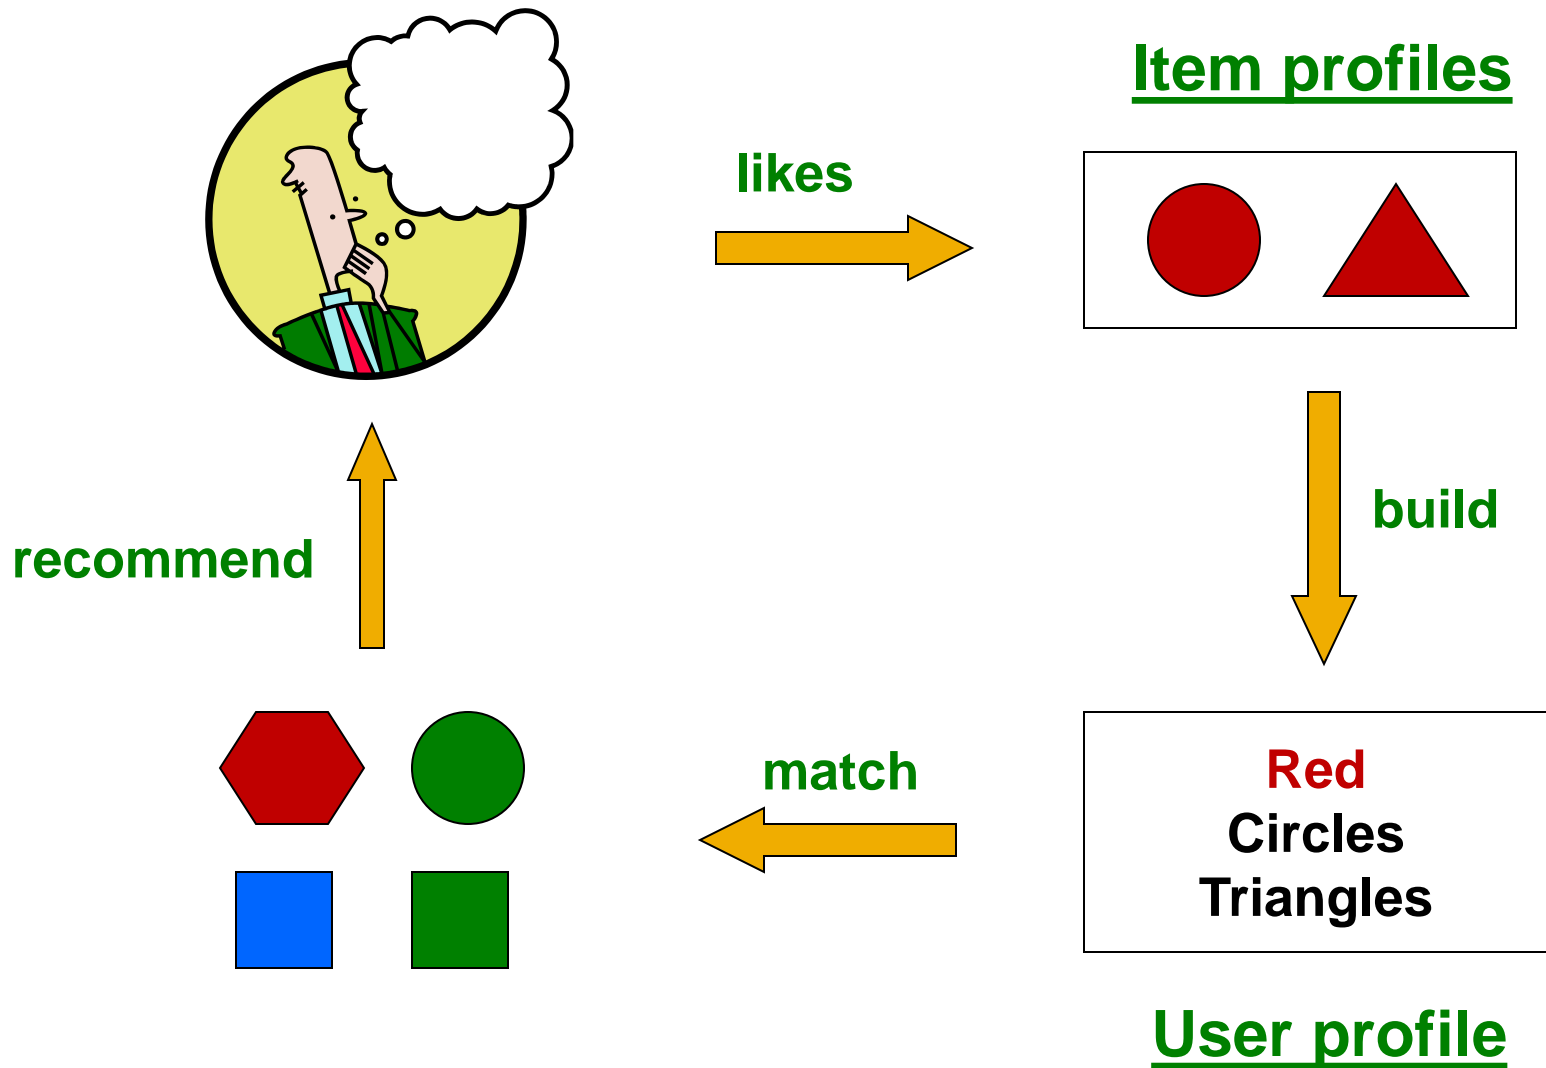 Item profiles
likes
build
recommend
match
Red
Circles
Triangles
User profile